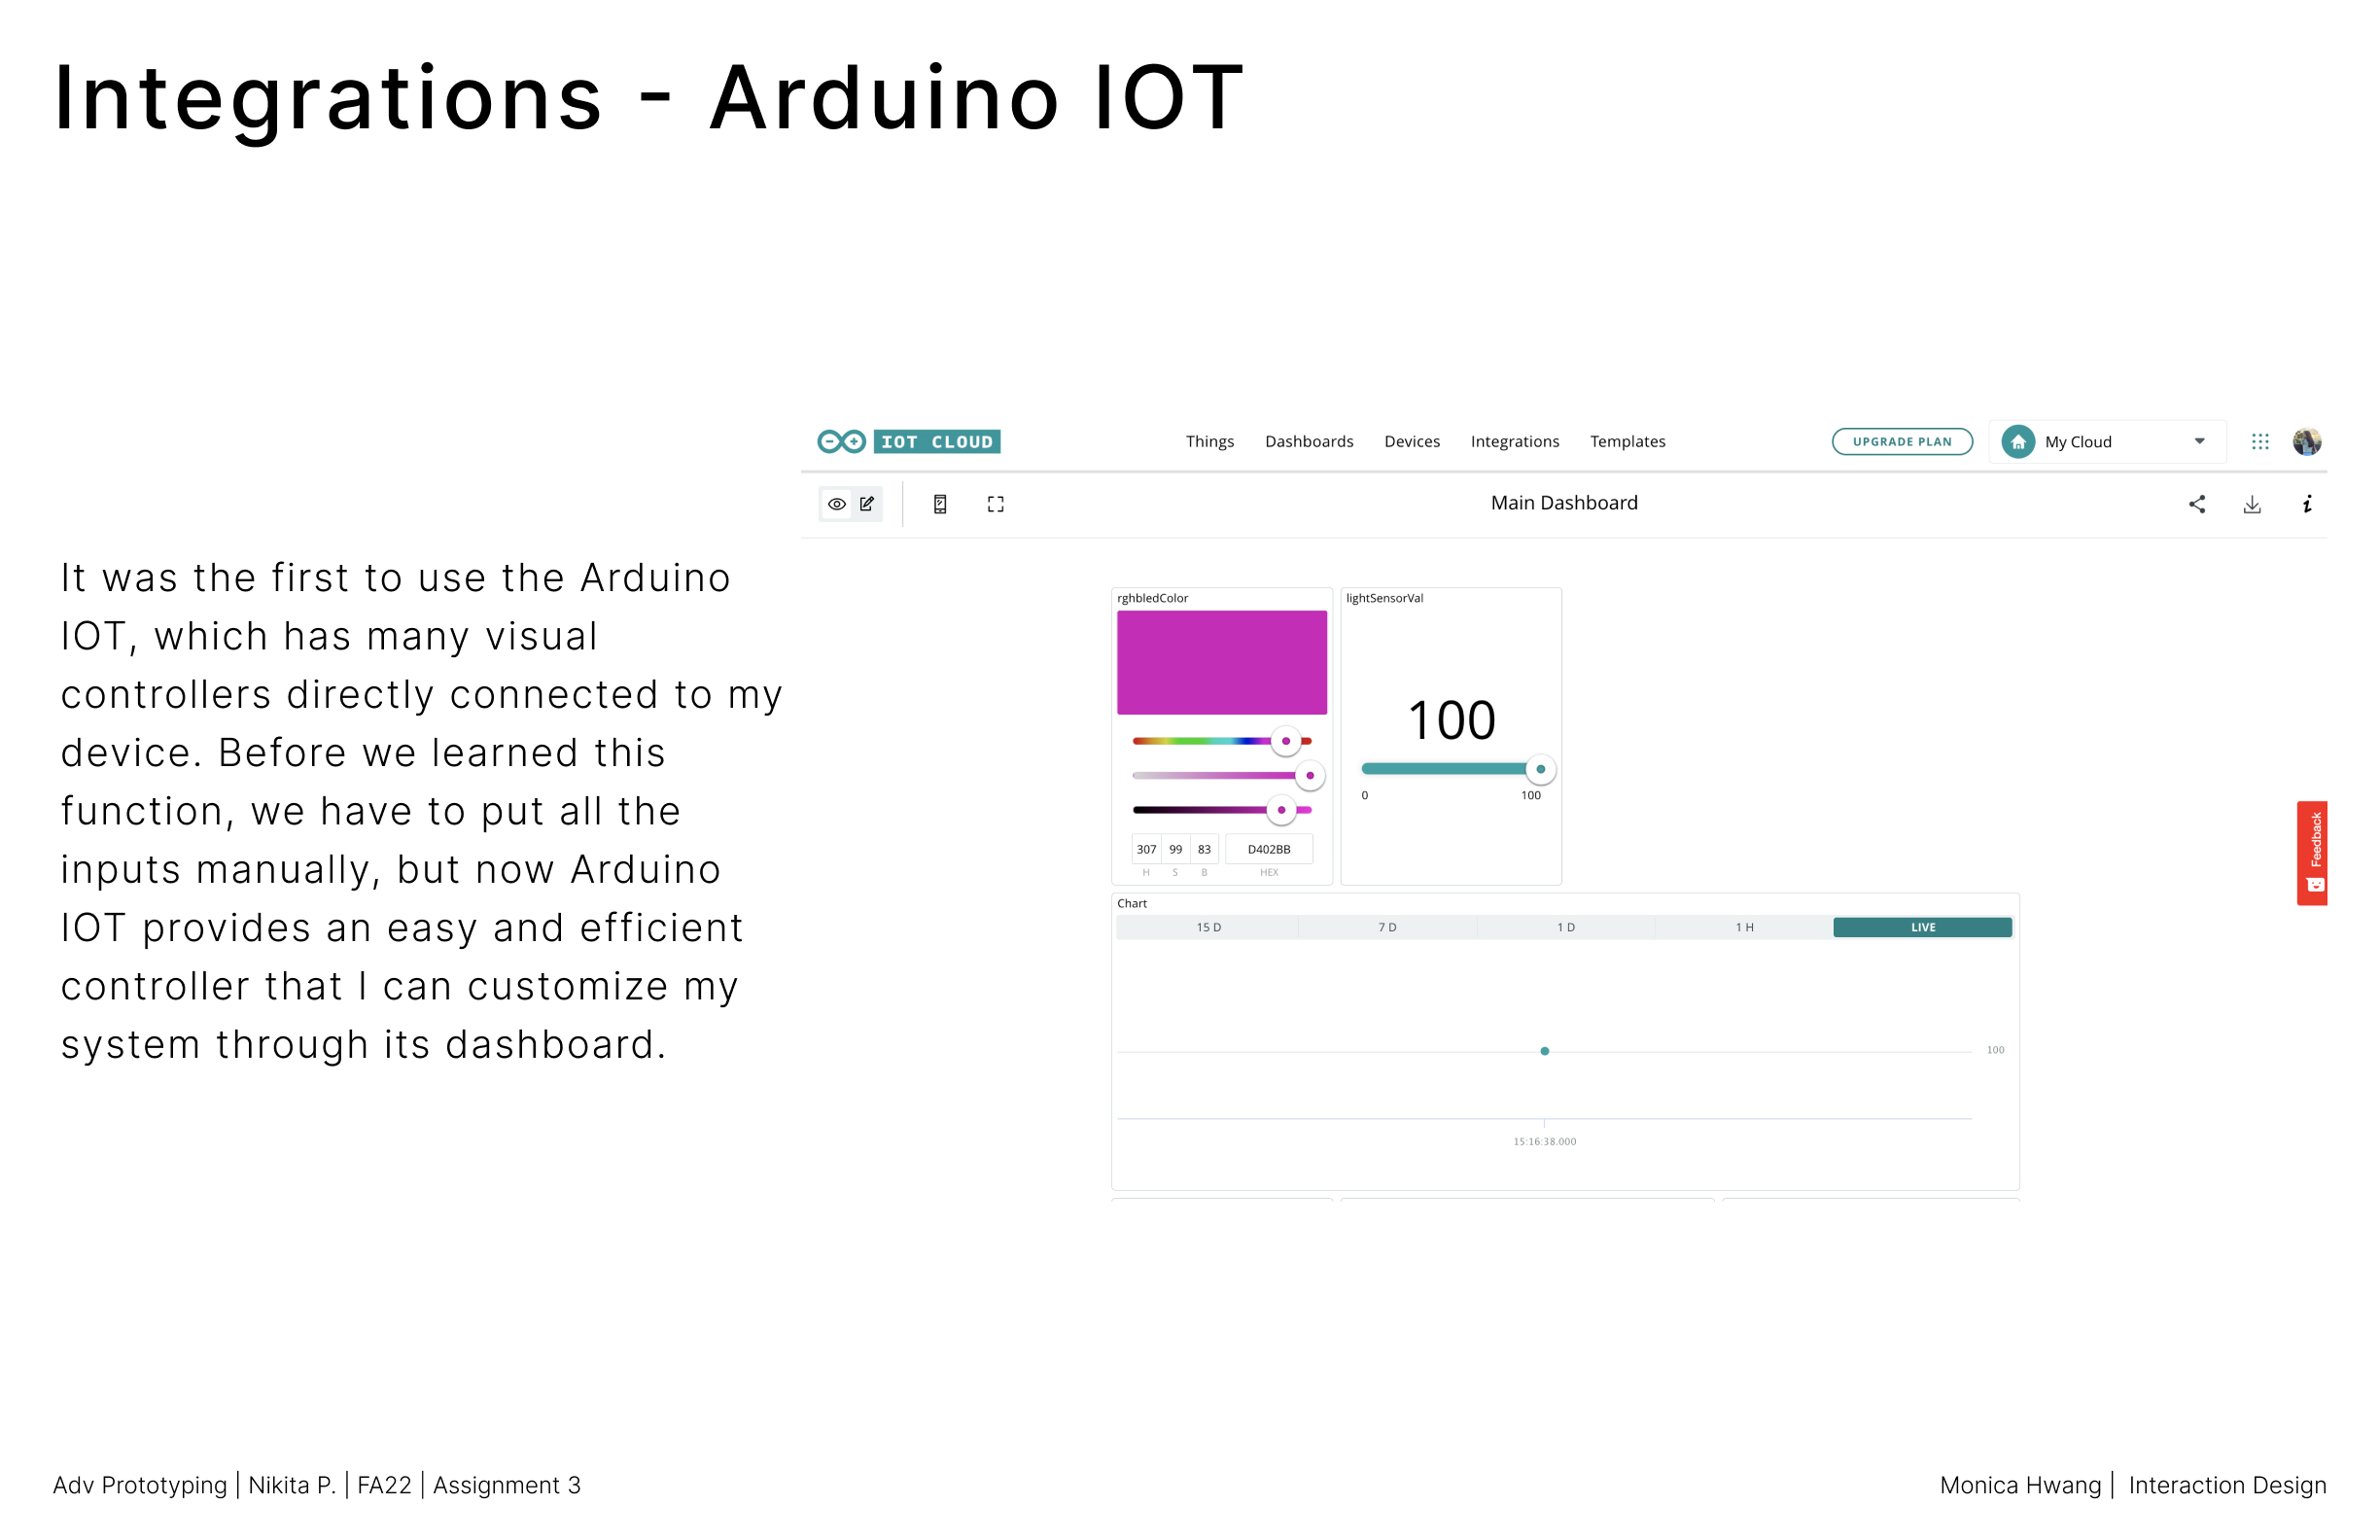 Integrations - Arduino IOT
It was the first to use the Arduino
IOT, which has many visual
controllers directly connected to my
device. Before we learned this
function, we have to put all the
inputs manually, but now Arduino
IOT provides an easy and efficient
controller that I can customize my
system through its dashboard.
IOT CLOUD
Things Dashboards Devices Integrations Templates
UPGRADE PLAN
My Cloud
Main Dashboard
i
rghbledColor
307 99 83 D402BB
H S B HEX
lightSensorVal
100
0 100
Chart
15 D 7 D 1 D 1 H LIVE
100
15:16:38.000
Feedback
Adv Prototyping | Nikita P. | FA22 | Assignment 3
Monica Hwang | Interaction Design